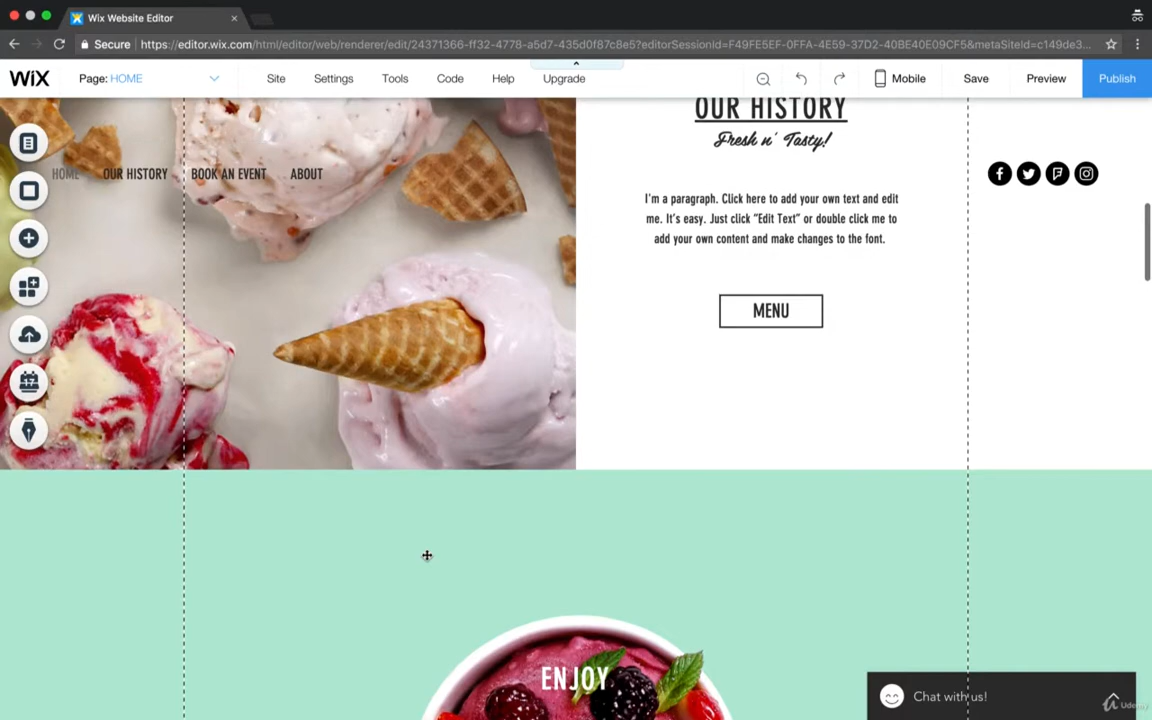 Wix Website Editor
Secure https://editor.wix.com/html/editor/web/renderer/edit/24371366-ff32-4778-a5d7-435d0f87c8e5?editorSessionId=F49FE5EF-0FFA-4E59-37D2-40BE40E09CF5&metaSiteId=c149de3...
WiX Page: HOME Site Settings Tools Code Help Upgrade Mobile Save Preview Publish
OUR HISTORY
Fresh n' Tasty!
HOME OUR HISTORY BOOK AN EVENT ABOUT
I'm a paragraph. Click here to add your own text and edit
me. It's easy. Just click "Edit Text" or double click me to
add your own content and make changes to the font.
MENU
17
ENJOY
Chat with us!
Udemy